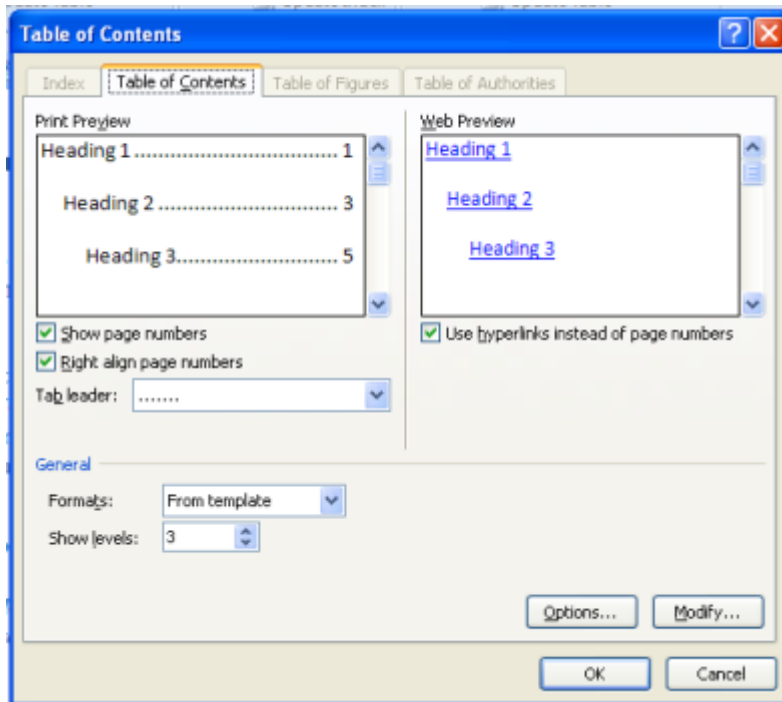 Table of Contents
Index Table of Contents Table of Figures Table of Authorities
Print Preview
Heading 1 .................................. 1
Heading 2 ............................... 3
Heading 3............................ 5
Web Preview
Heading 1
Heading 2
Heading 3
Show page numbers
Right align page numbers
Tab leader: .......
Use hyperlinks instead of page numbers
General
Formats: From template
Show levels: 3
Options... Modify...
OK Cancel